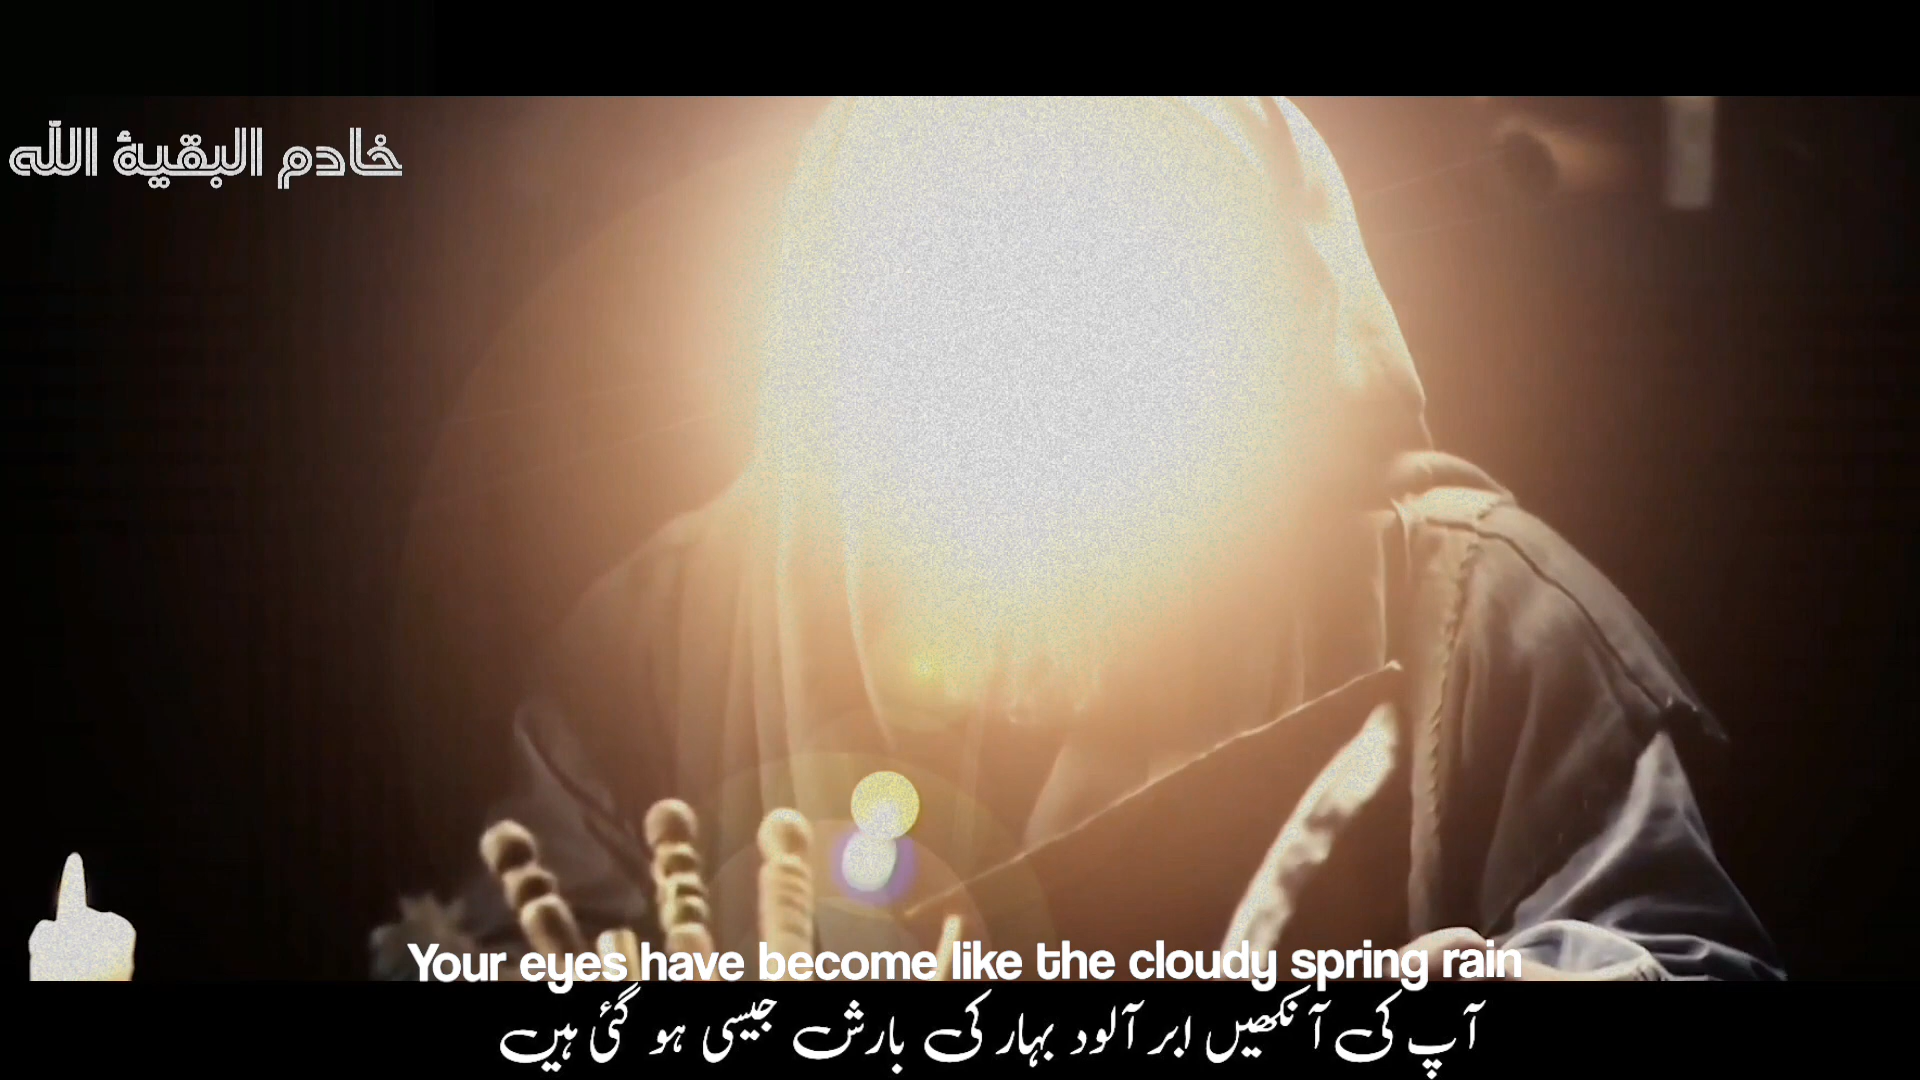 خادم البقیۂ اللہ
Your eyes have become like the cloudy spring rain
آپ کی آنکھیں ابر آلود بہار کی بارش جیسی ہو گئی ہیں